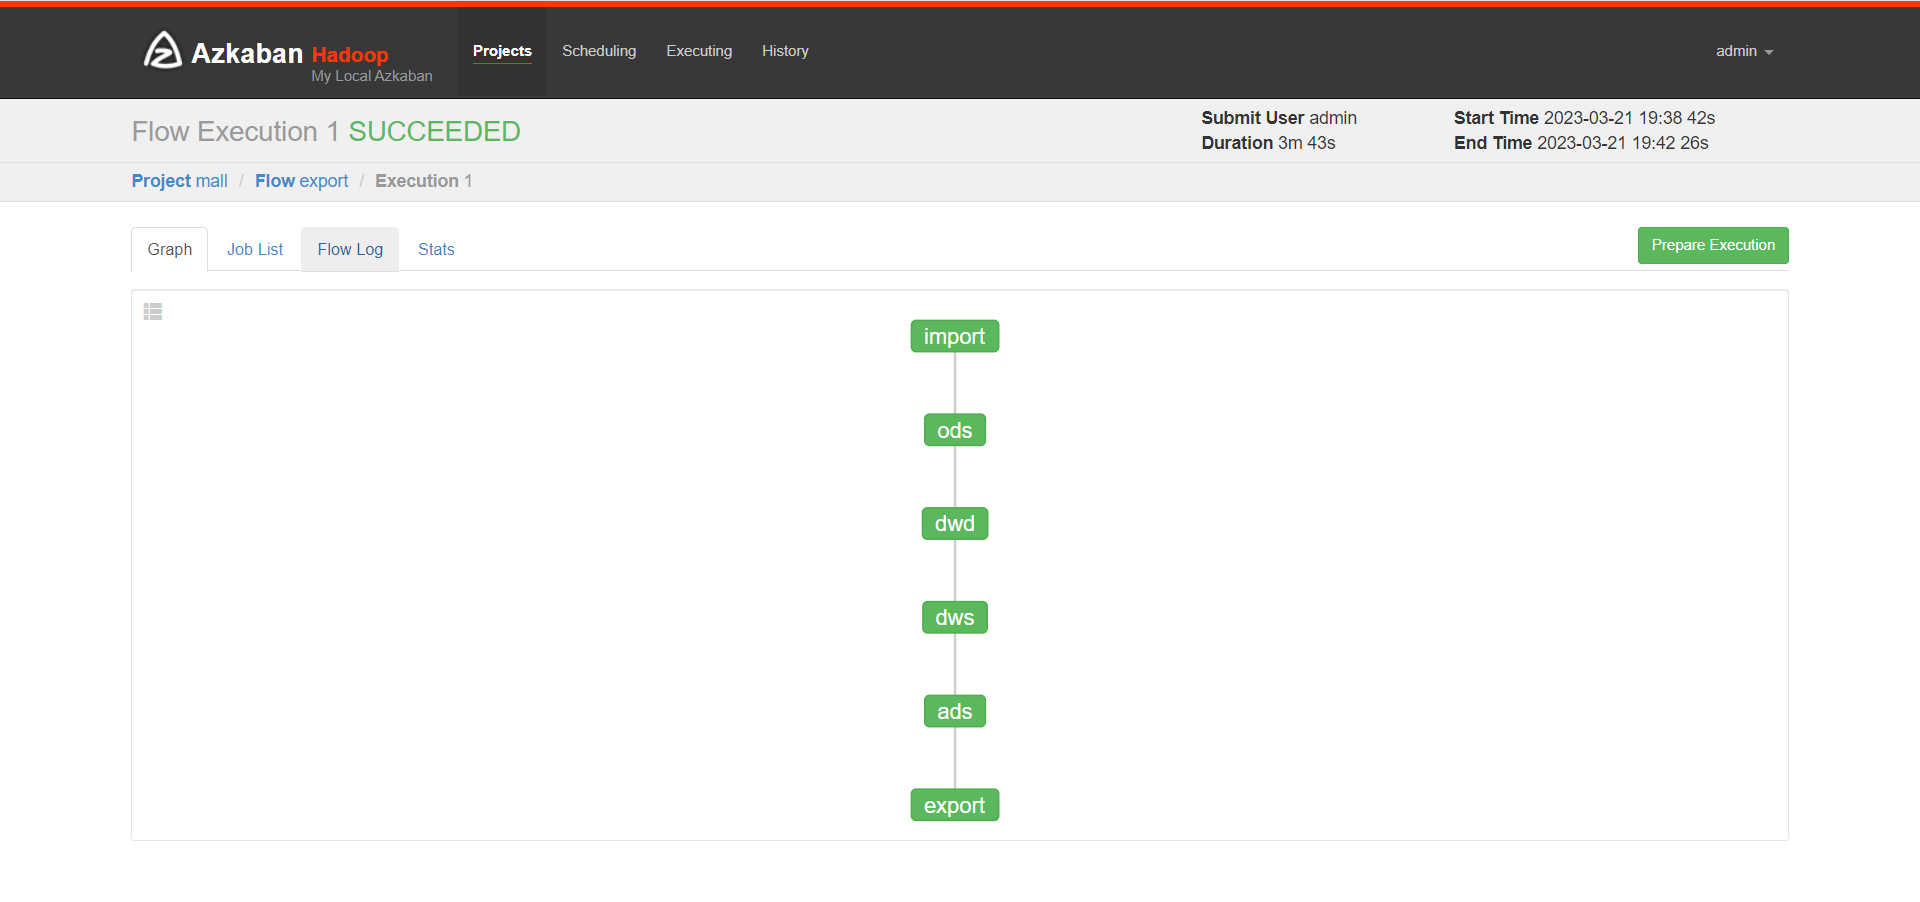 Azkaban Hadoop
My Local Azkaban
Projects Scheduling Executing History admin
Flow Execution 1 SUCCEEDED
Submit User admin
Duration 3m 43s
Start Time 2023-03-21 19:38 42s
End Time 2023-03-21 19:42 26s
Project mall / Flow export / Execution 1
Graph Job List Flow Log Stats Prepare Execution
import
ods
dwd
dws
ads
export